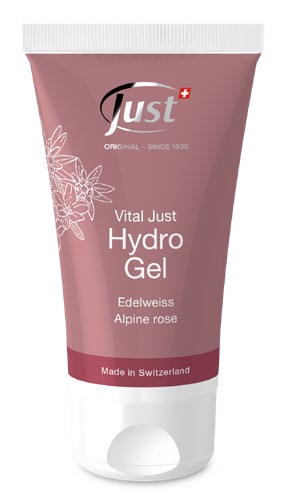 Just
ORIGINAL – SINCE 1930
Vital Just
Hydro
Gel
Edelweiss
Alpine rose
Made in Switzerland